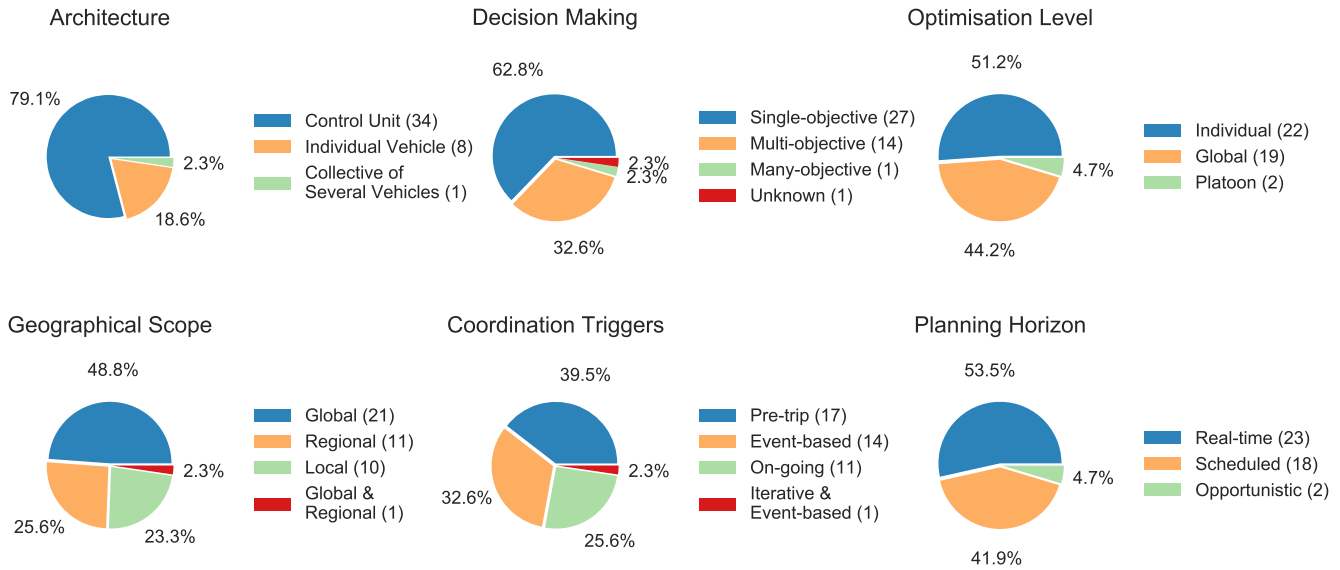 Architecture
79.1%
18.6%
2.3%
Control Unit (34)
Individual Vehicle (8)
Collective of
Several Vehicles (1)
Decision Making
62.8%
32.6%
2.3%
2.3%
Single-objective (27)
Multi-objective (14)
Many-objective (1)
Unknown (1)
Optimisation Level
51.2%
44.2%
4.7%
Individual (22)
Global (19)
Platoon (2)
Geographical Scope
48.8%
25.6%
23.3%
2.3%
Global (21)
Regional (11)
Local (10)
Global &
Regional (1)
Coordination Triggers
39.5%
32.6%
25.6%
2.3%
Pre-trip (17)
Event-based (14)
On-going (11)
Iterative &
Event-based (1)
Planning Horizon
53.5%
41.9%
4.7%
Real-time (23)
Scheduled (18)
Opportunistic (2)